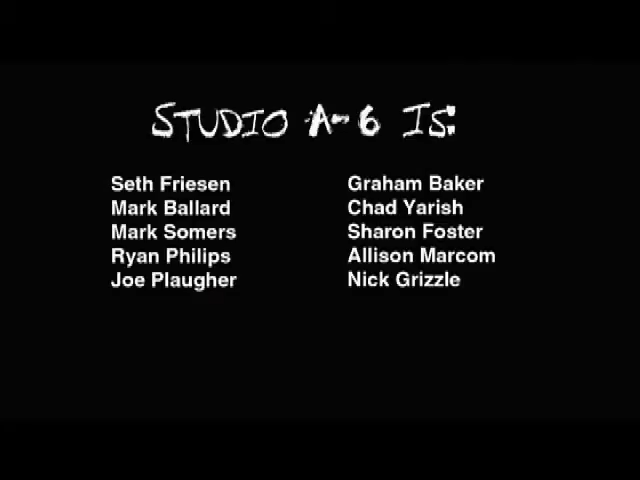 STUDIO A-6 IS:
Seth Friesen
Mark Ballard
Mark Somers
Ryan Philips
Joe Plaugher
Graham Baker
Chad Yarish
Sharon Foster
Allison Marcom
Nick Grizzle